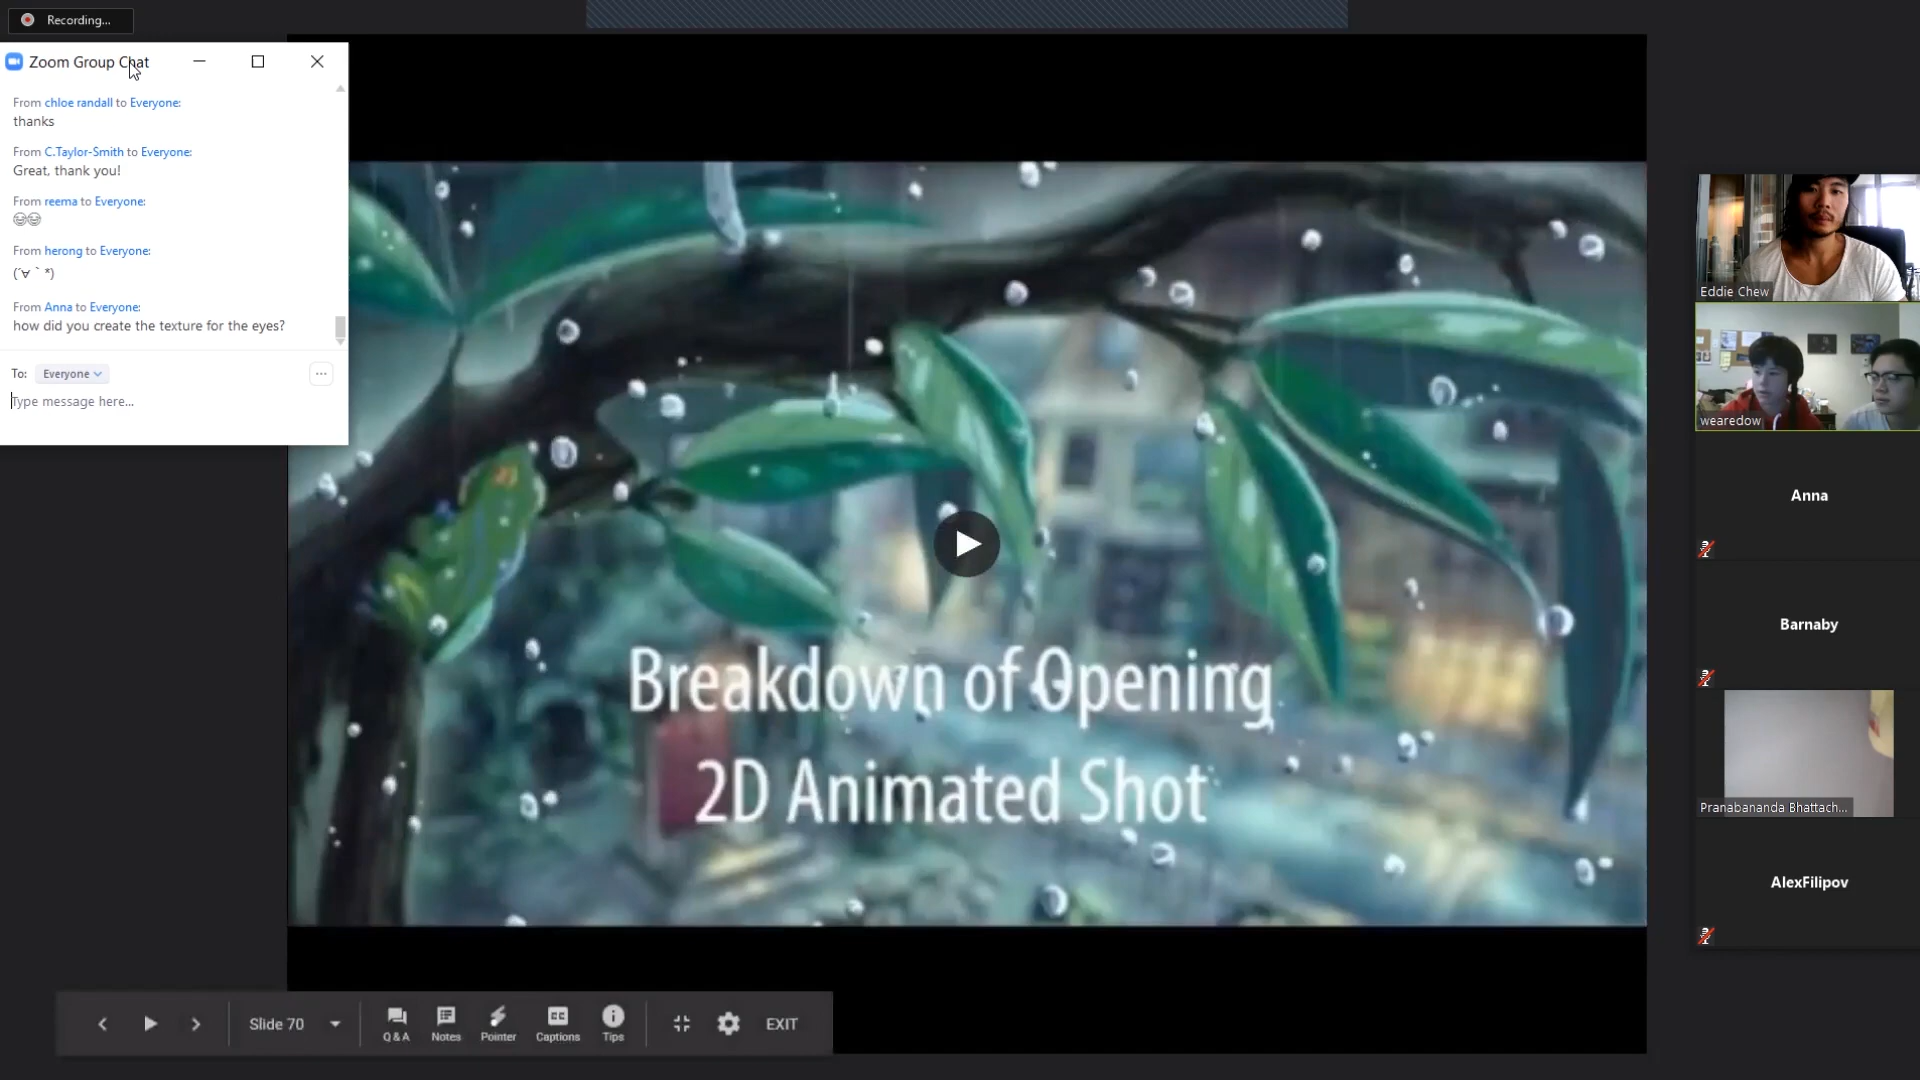 Recording...
Zoom Group Chat
From chloe randall to Everyone:
thanks
From C.Taylor-Smith to Everyone:
Great, thank you!
From reema to Everyone:
😂😂
From herong to Everyone:
(´∀｀*)
From Anna to Everyone:
how did you create the texture for the eyes?
To: Everyone
Type message here...
Breakdown of Opening
2D Animated Shot
Eddie Chew
wearedow
Anna
Barnaby
Pranabananda Bhattach...
AlexFilipov
Slide 70
Q & A
Notes
Pointer
CC
Captions
Tips
EXIT